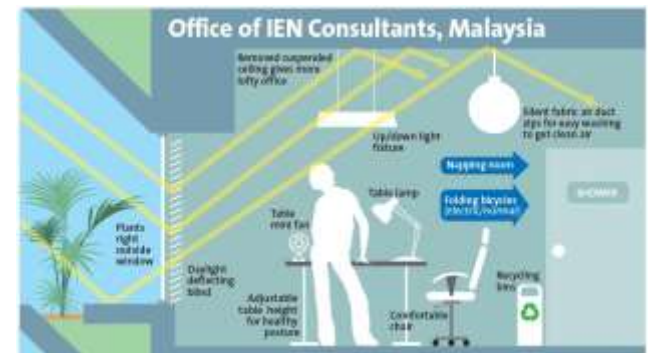 Office of IEN Consultants, Malaysia
Removed suspended
ceiling gives more
lofty office
Silent fabric air duct
zips for easy washing
to get clean air
Up/down light
fixture
Napping room
Table lamp
Folding bicycles
(electric/normal)
SHOWER
Table
mini fan
Plants
right
outside
window
Daylight
deflecting
blind
Recycling
bins
Adjustable
table height
for healthy
posture
Comfortable
chair